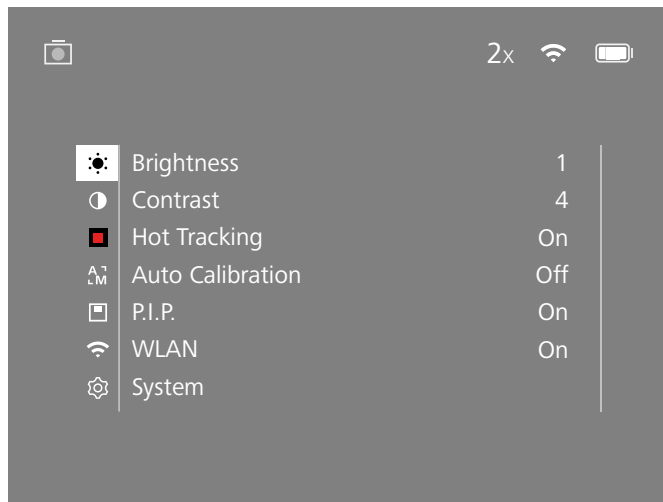 2x
Brightness 1
Contrast 4
Hot Tracking On
A M Auto Calibration Off
P.I.P. On
WLAN On
System